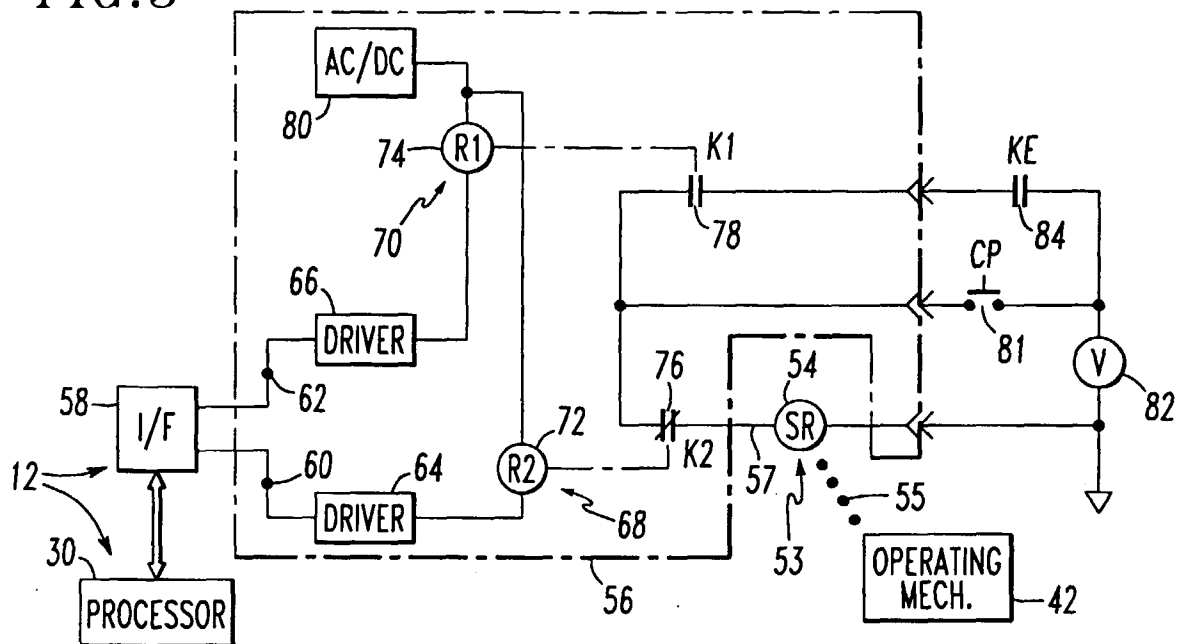 FIG.5
AC/DC
80
74
R1
K1
KE
70
78
84
CP
66
DRIVER
81
V
82
58
I/F
62
76
54
SR
72
R2
K2
57
12
60
64
DRIVER
68
53
55
30
PROCESSOR
56
OPERATING
MECH.
42